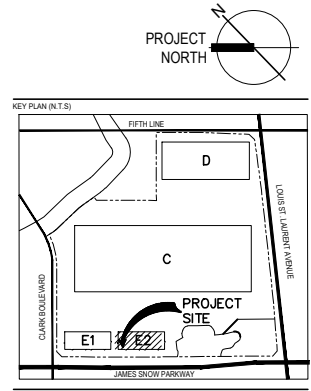 N
PROJECT
NORTH
KEY PLAN (N.T.S)
FIFTH LINE
D
LOUIS ST. LAURENT AVENUE
C
CLARK BOULEVARD
PROJECT
SITE
E1
E2
JAMES SNOW PARKWAY